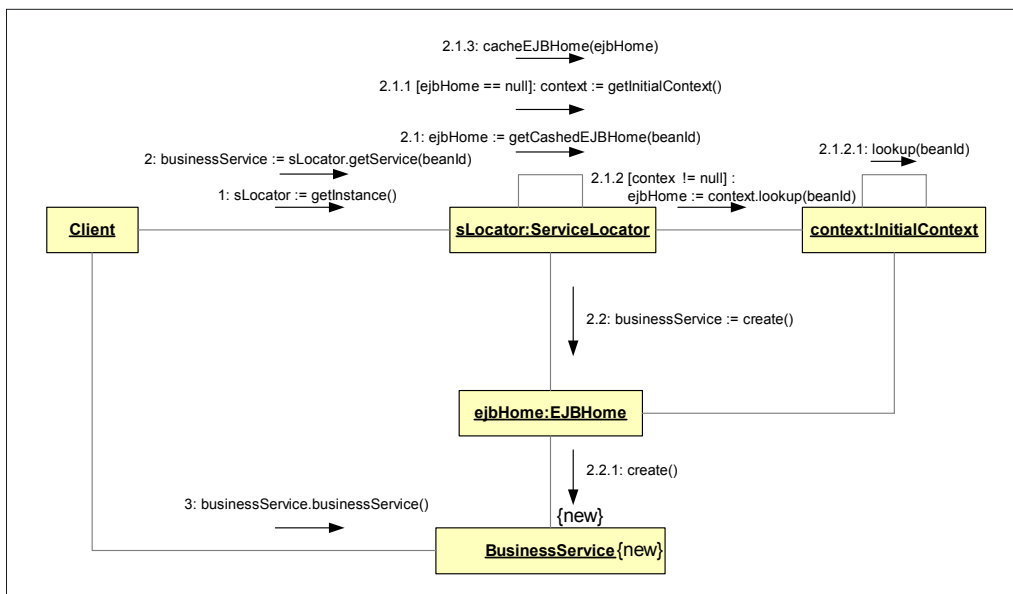 2.1.3: cacheEJBHome(ejbHome)
2.1.1 [ejbHome == null]: context := getInitialContext()
2.1: ejbHome := getCashedEJBHome(beanId)
2: businessService := sLocator.getService(beanId)
2.1.2.1: lookup(beanId)
1: sLocator := getInstance()
2.1.2 [contex != null] :
ejbHome := context.lookup(beanId)
Client
sLocator:ServiceLocator
context:InitialContext
2.2: businessService := create()
ejbHome:EJBHome
2.2.1: create()
3: businessService.businessService()
{new}
BusinessService{new}